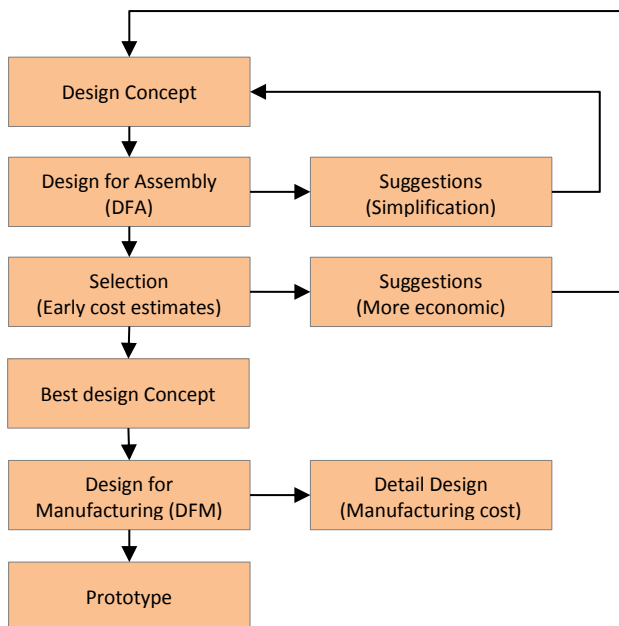 Design Concept
Design for Assembly
(DFA)
Suggestions
(Simplification)
Selection
(Early cost estimates)
Suggestions
(More economic)
Best design Concept
Design for
Manufacturing (DFM)
Detail Design
(Manufacturing cost)
Prototype